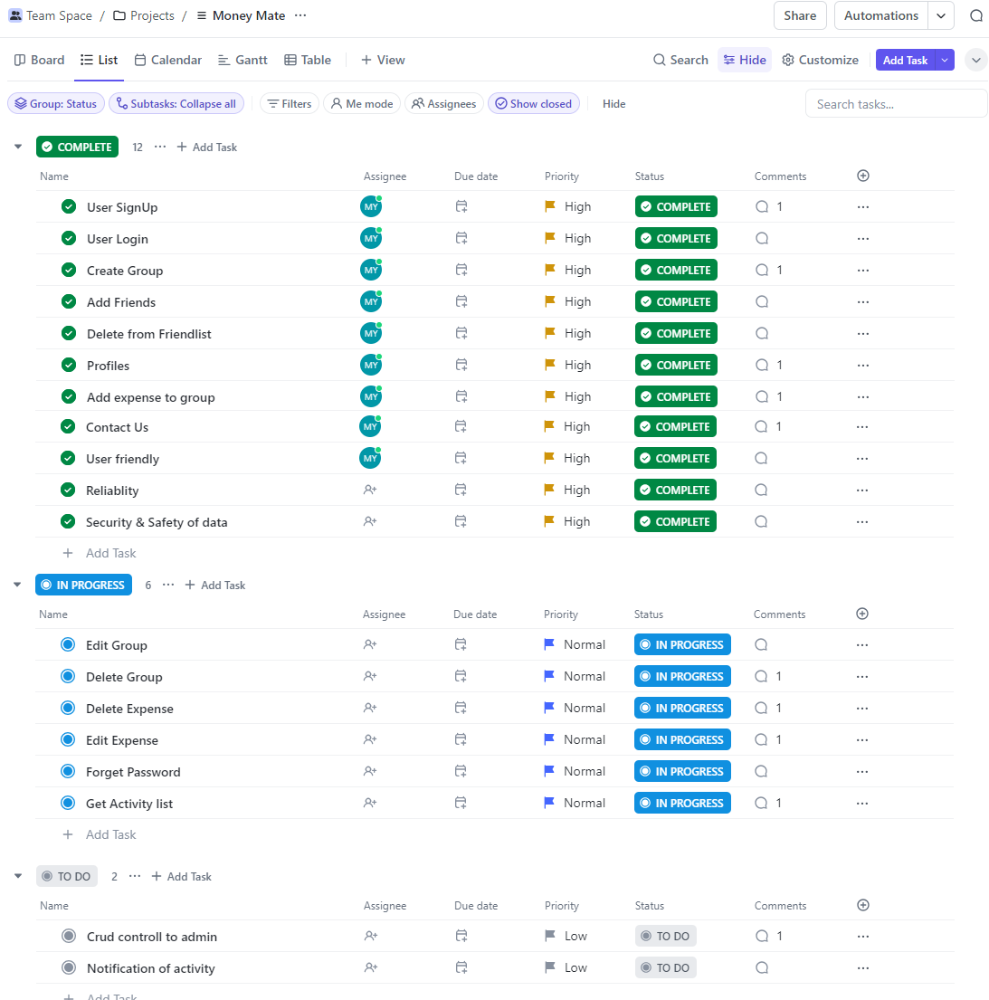 Team Space / Projects / Money Mate ... Share Automations
Board List Calendar Gantt Table + View Search Hide Customize Add Task
Group: Status Subtasks: Collapse all Filters Me mode Assignees Show closed Hide Search tasks...
COMPLETE 12 ... + Add Task
Name Assignee Due date Priority Status Comments
User SignUp MY High COMPLETE 1 ...
User Login MY High COMPLETE ...
Create Group MY High COMPLETE 1 ...
Add Friends MY High COMPLETE ...
Delete from Friendlist MY High COMPLETE ...
Profiles MY High COMPLETE 1 ...
Add expense to group MY High COMPLETE 1 ...
Contact Us MY High COMPLETE 1 ...
User friendly MY High COMPLETE ...
Reliablity High COMPLETE ...
Security & Safety of data High COMPLETE ...
+ Add Task
IN PROGRESS 6 ... + Add Task
Name Assignee Due date Priority Status Comments
Edit Group Normal IN PROGRESS ...
Delete Group Normal IN PROGRESS 1 ...
Delete Expense Normal IN PROGRESS 1 ...
Edit Expense Normal IN PROGRESS 1 ...
Forget Password Normal IN PROGRESS ...
Get Activity list Normal IN PROGRESS 1 ...
+ Add Task
TO DO 2 ... + Add Task
Name Assignee Due date Priority Status Comments
Crud controll to admin Low TO DO 1 ...
Notification of activity Low TO DO ...
+ Add Task